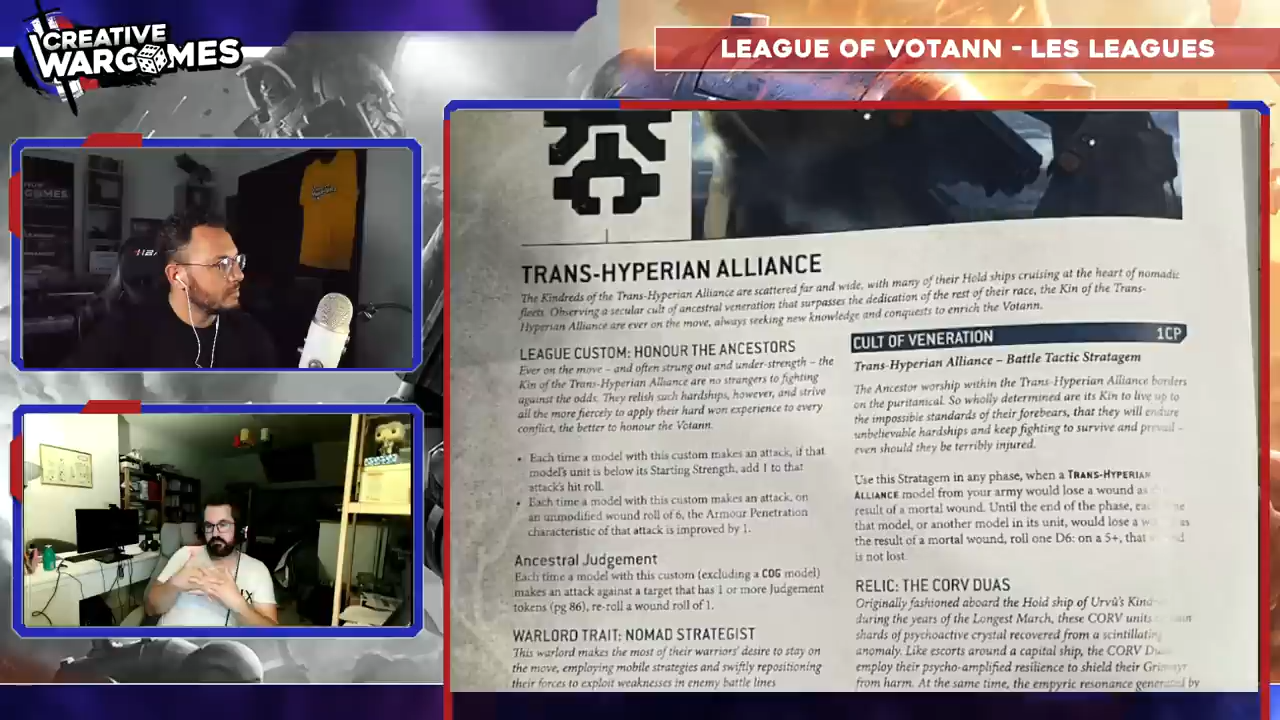 CREATIVE
WARGAMES
LEAGUE OF VOTANN - LES LEAGUES
TRANS-HYPERIAN ALLIANCE
The Kindreds of the Trans-Hyperian Alliance are scattered far and wide, with many of their Hold ships cruising at the heart of nomadic
fleets. Observing a secular cult of ancestral veneration that surpasses the dedication of the rest of their race, the Kin of the Trans-
Hyperian Alliance are ever on the move, always seeking new knowledge and conquests to enrich the Votann.
LEAGUE CUSTOM: HONOUR THE ANCESTORS
Ever on the move – and often strung out and under-strength – the
Kin of the Trans-Hyperian Alliance are no strangers to fighting
against the odds. They relish such hardships, however, and strive
all the more fiercely to apply their hard won experience to every
conflict, the better to honour the Votann.
• Each time a model with this custom makes an attack, if that
model's unit is below its Starting Strength, add 1 to that
attack's hit roll.
• Each time a model with this custom makes an attack, on
an unmodified wound roll of 6, the Armour Penetration
characteristic of that attack is improved by 1.
Ancestral Judgement
Each time a model with this custom (excluding a COG model)
makes an attack against a target that has 1 or more Judgement
tokens (pg 86), re-roll a wound roll of 1.
WARLORD TRAIT: NOMAD STRATEGIST
This warlord makes the most of their warriors' desire to stay on
the move, employing mobile strategies and swiftly repositioning
their forces to exploit weaknesses in enemy battle lines
CULT OF VENERATION 1CP
Trans-Hyperian Alliance – Battle Tactic Stratagem
The Ancestor worship within the Trans-Hyperian Alliance borders
on the puritanical. So wholly determined are its Kin to live up to
the impossible standards of their forebears, that they will endure
unbelievable hardships and keep fighting to survive and prevail –
even should they be terribly injured.
Use this Stratagem in any phase, when a TRANS-HYPERIAN
ALLIANCE model from your army would lose a wound as
result of a mortal wound. Until the end of the phase, time
that model, or another model in its unit, would lose a as
the result of a mortal wound, roll one D6: on a 5+, that
is not lost.
RELIC: THE CORV DUAS
Originally fashioned aboard the Hold ship of Urvû's
during the years of the Longest March, these CORV units
shards of psychoactive crystal recovered from a scintillating
anomaly. Like escorts around a capital ship, the CORV
employ their psycho-amplified resilience to shield their Grimnyr
from harm. At the same time, the empyric resonance generated by